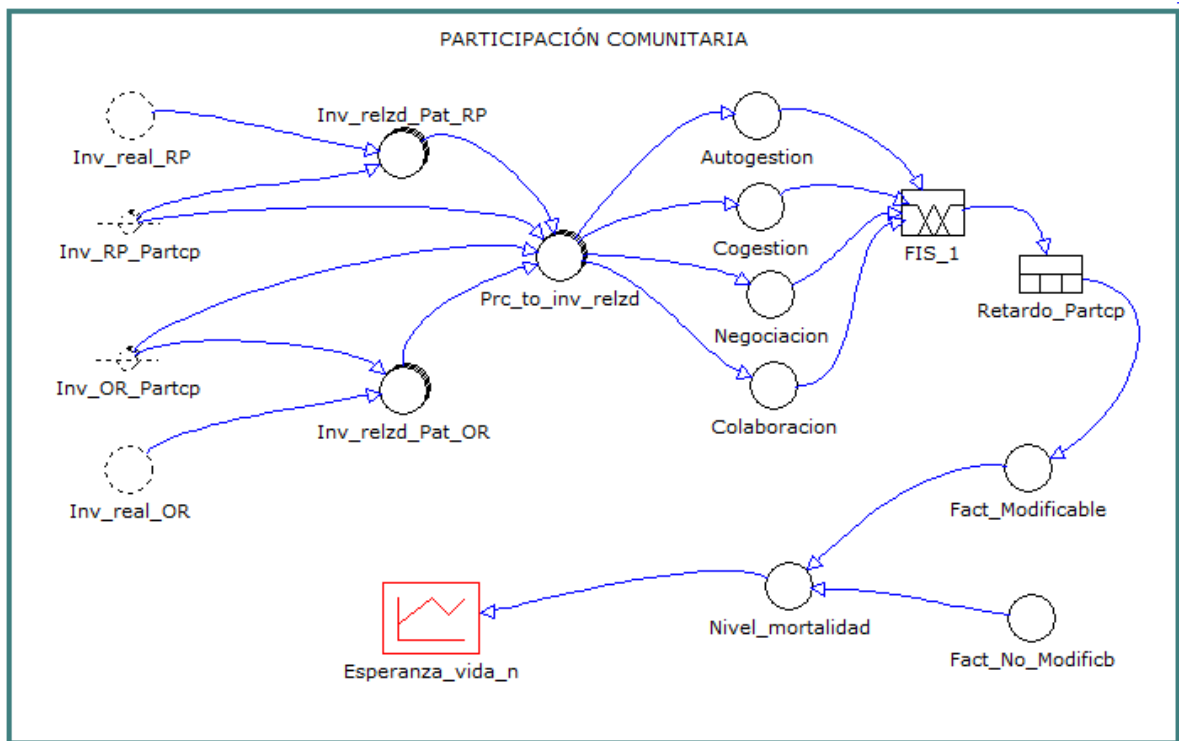 PARTICIPACIÓN COMUNITARIA
Inv_real_RP
Inv_relzd_Pat_RP
Inv_RP_Partcp
Inv_OR_Partcp
Inv_relzd_Pat_OR
Inv_real_OR
Prc_to_inv_relzd
Autogestion
Cogestion
Negociacion
Colaboracion
FIS_1
Retardo_Partcp
Fact_Modificable
Nivel_mortalidad
Fact_No_Modificb
Esperanza_vida_n